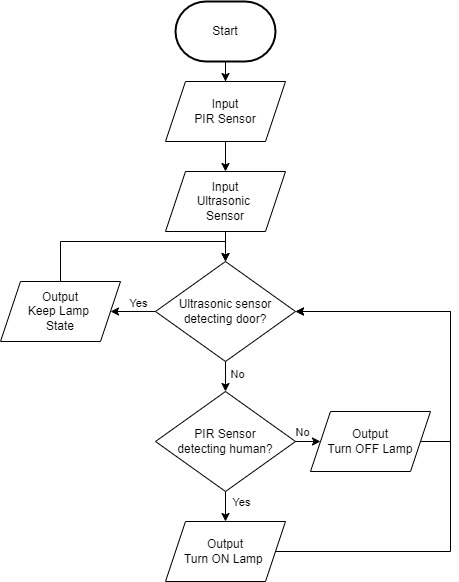 Start
Input
PIR Sensor
Input
Ultrasonic
Sensor
Output
Keep Lamp
State
Yes
Ultrasonic sensor
detecting door?
No
PIR Sensor
detecting human?
No
Output
Turn OFF Lamp
Yes
Output
Turn ON Lamp